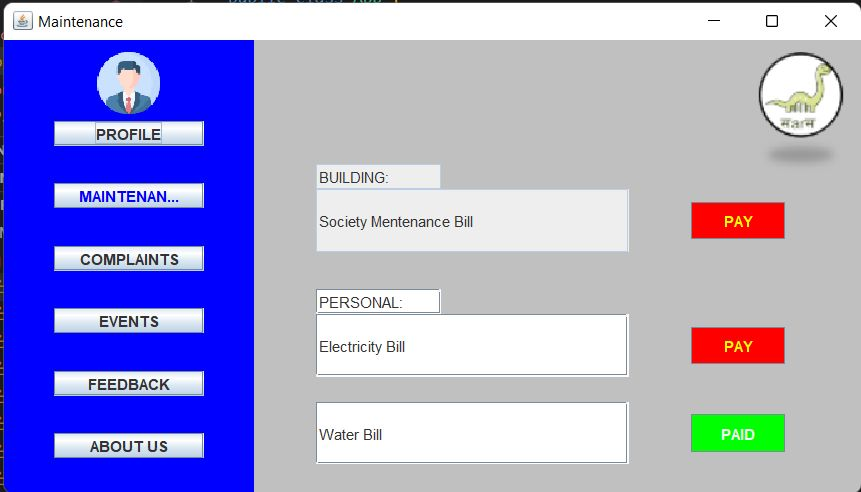 Maintenance
PROFILE
MAINTENAN...
COMPLAINTS
EVENTS
FEEDBACK
ABOUT US
BUILDING:
Society Mentenance Bill
PAY
PERSONAL:
Electricity Bill
PAY
Water Bill
PAID